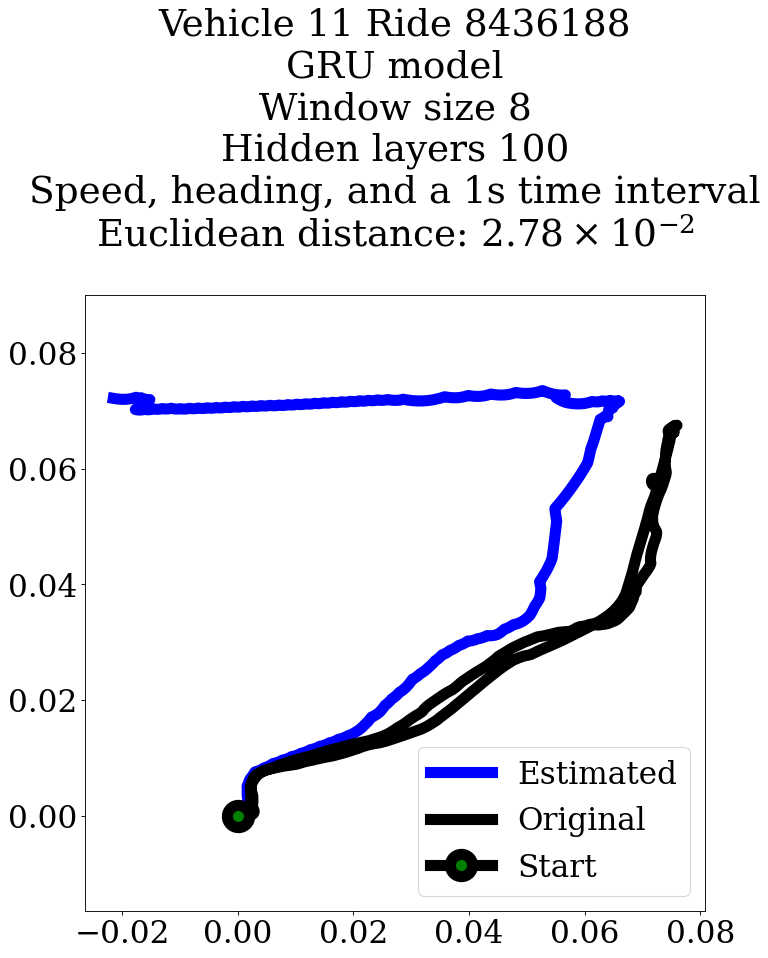 Vehicle 11 Ride 8436188
GRU model
Window size 8
Hidden layers 100
Speed, heading, and a 1s time interval
Euclidean distance: 2.78 × 10⁻²
0.08
0.06
0.04
0.02
0.00
Estimated
Original
Start
−0.02 0.00 0.02 0.04 0.06 0.08